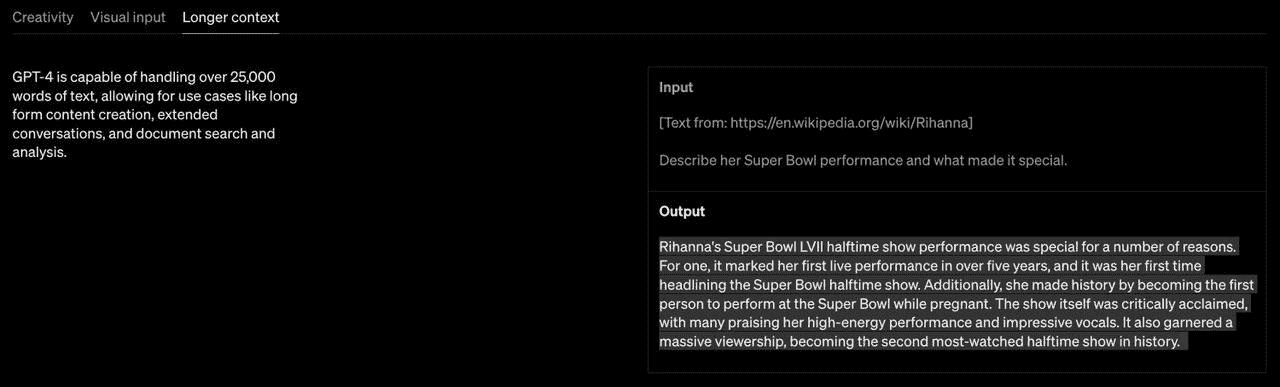 Creativity Visual input Longer context
GPT-4 is capable of handling over 25,000
words of text, allowing for use cases like long
form content creation, extended
conversations, and document search and
analysis.
Input
[Text from: https://en.wikipedia.org/wiki/Rihanna]
Describe her Super Bowl performance and what made it special.
Output
Rihanna's Super Bowl LVII halftime show performance was special for a number of reasons.
For one, it marked her first live performance in over five years, and it was her first time
headlining the Super Bowl halftime show. Additionally, she made history by becoming the first
person to perform at the Super Bowl while pregnant. The show itself was critically acclaimed,
with many praising her high-energy performance and impressive vocals. It also garnered a
massive viewership, becoming the second most-watched halftime show in history.